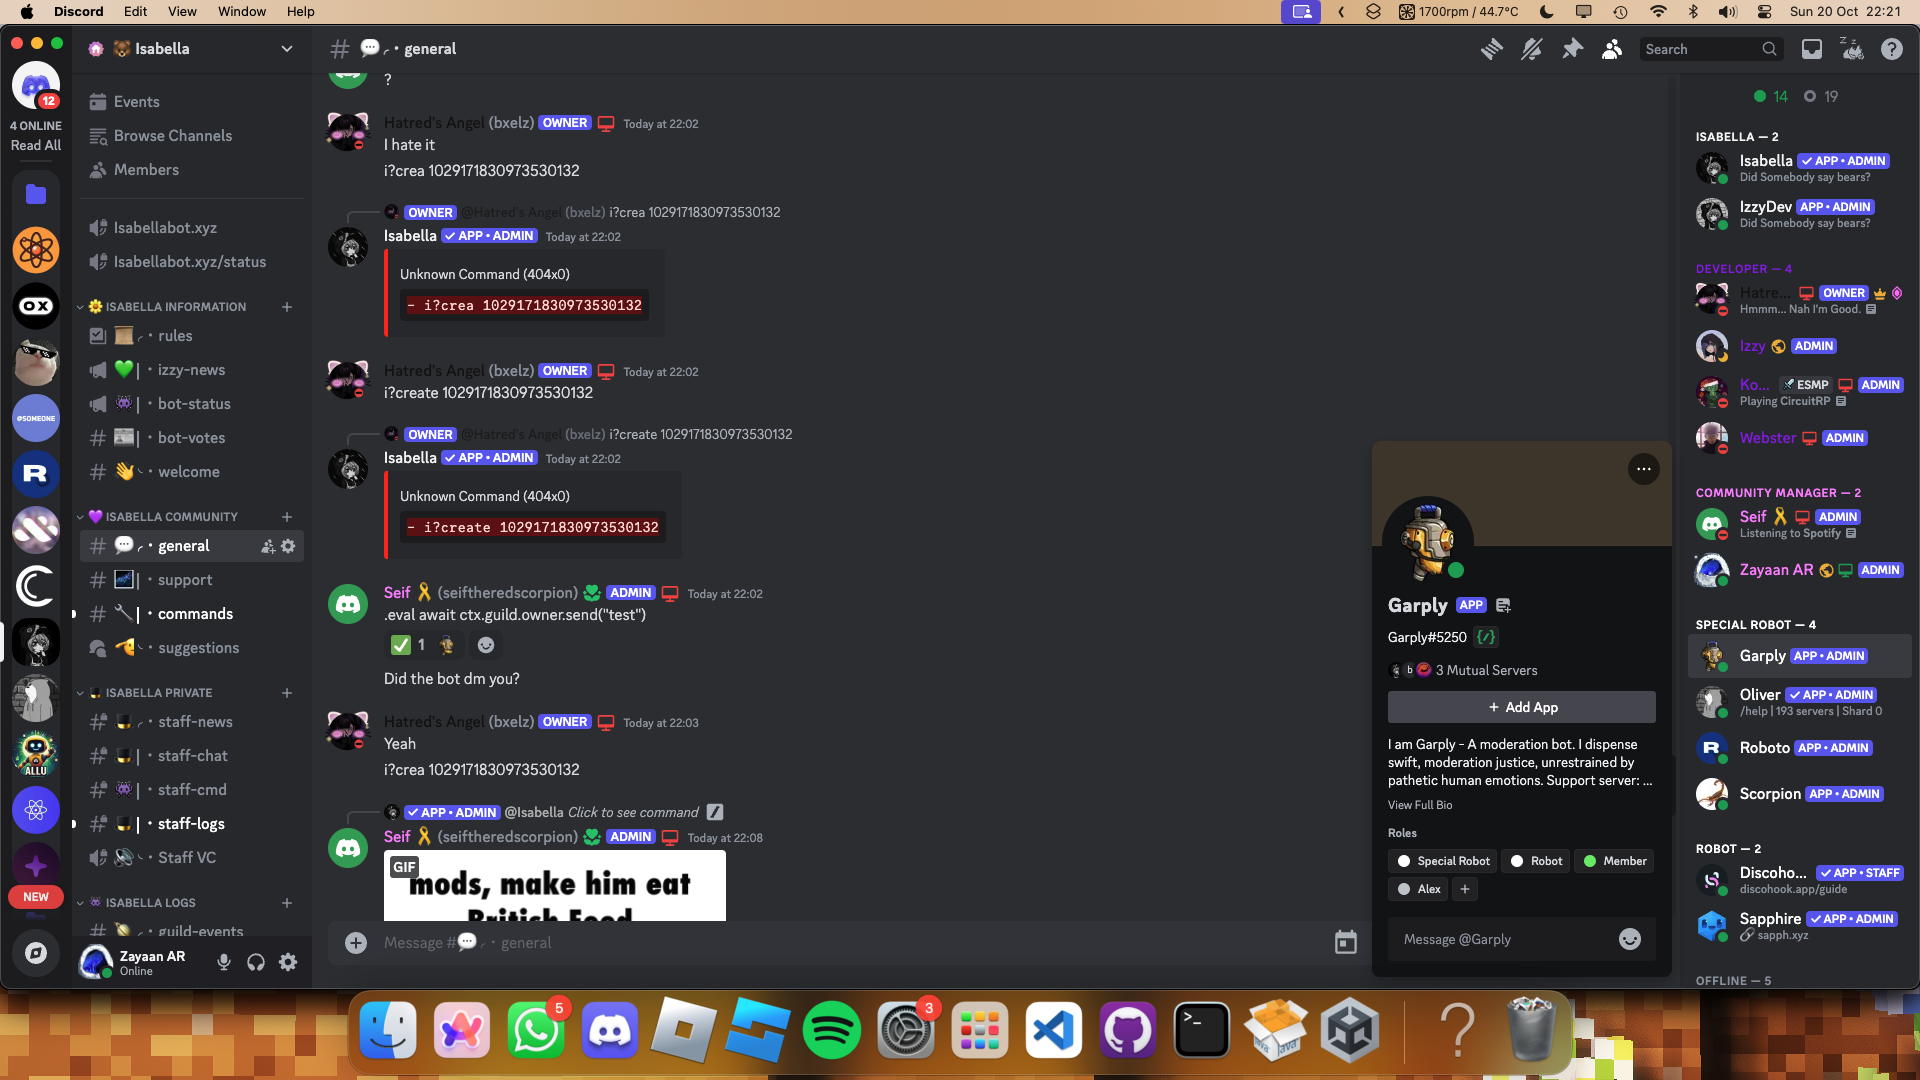 Discord Edit View Window Help
1700rpm / 44.7°C Sun 20 Oct 22:21
12
4 ONLINE
Read All
OX
@SOMEONE
R
ALLU
NEW
Isabella
Events
Browse Channels
Members
Isabellabot.xyz
Isabellabot.xyz/status
ISABELLA INFORMATION
rules
izzy-news
bot-status
bot-votes
welcome
ISABELLA COMMUNITY
general
support
commands
suggestions
ISABELLA PRIVATE
staff-news
staff-chat
staff-cmd
staff-logs
Staff VC
ISABELLA LOGS
guild-events
Zayaan AR
Online
general
Search
?
Hatred's Angel (bxelz) OWNER Today at 22:02
I hate it
i?crea 1029171830973530132
OWNER @Hatred's Angel (bxelz) i?crea 1029171830973530132
Isabella ✓ APP • ADMIN Today at 22:02
Unknown Command (404x0)
- i?crea 1029171830973530132
Hatred's Angel (bxelz) OWNER Today at 22:02
i?create 1029171830973530132
OWNER @Hatred's Angel (bxelz) i?create 1029171830973530132
Isabella ✓ APP • ADMIN Today at 22:02
Unknown Command (404x0)
- i?create 1029171830973530132
Seif (seiftheredscorpion) ADMIN Today at 22:02
.eval await ctx.guild.owner.send("test")
1
Did the bot dm you?
Hatred's Angel (bxelz) OWNER Today at 22:03
Yeah
i?crea 1029171830973530132
✓ APP • ADMIN @Isabella Click to see command
Seif (seiftheredscorpion) ADMIN Today at 22:08
GIF
mods, make him eat
British Food
Message #💬╭・general
Garply APP
Garply#5250 {/}
b 3 Mutual Servers
+ Add App
I am Garply - A moderation bot. I dispense
swift, moderation justice, unrestrained by
pathetic human emotions. Support server: ...
View Full Bio
Roles
Special Robot Robot Member
Alex +
Message @Garply
14 19
ISABELLA — 2
Isabella ✓ APP • ADMIN
Did Somebody say bears?
IzzyDev APP • ADMIN
Did Somebody say bears?
DEVELOPER — 4
Hatre... OWNER
Hmmm... Nah I'm Good.
Izzy ADMIN
Ko... ESMP ADMIN
Playing CircuitRP
Webster ADMIN
COMMUNITY MANAGER — 2
Seif ADMIN
Listening to Spotify
Zayaan AR ADMIN
SPECIAL ROBOT — 4
Garply APP • ADMIN
Oliver ✓ APP • ADMIN
/help | 193 servers | Shard 0
Roboto APP • ADMIN
Scorpion APP • ADMIN
ROBOT — 2
Discoho... ✓ APP • STAFF
discohook.app/guide
Sapphire ✓ APP • ADMIN
sapph.xyz
OFFLINE — 5
5
3
>_
Java
?